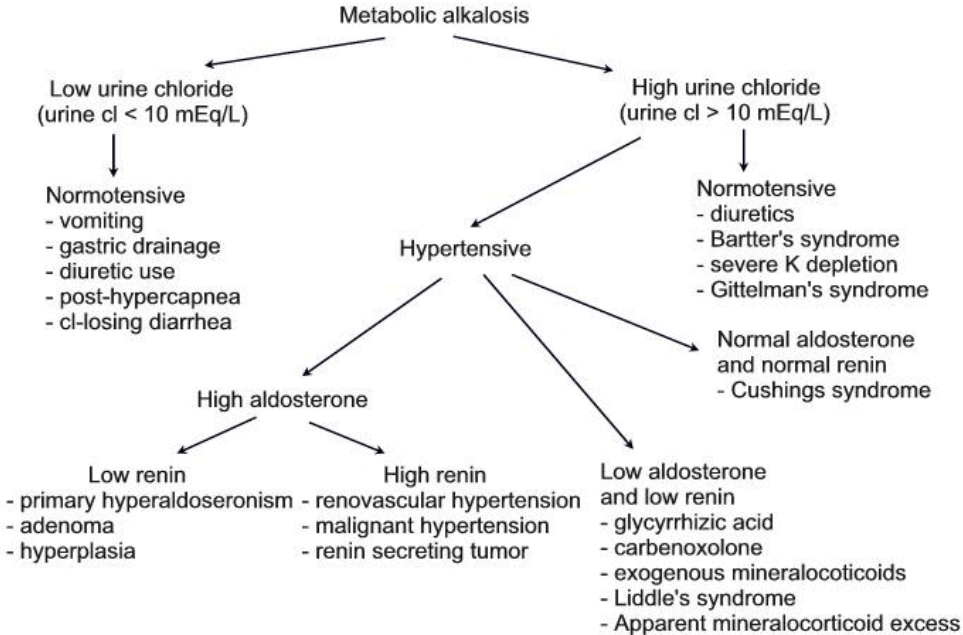 Metabolic alkalosis
Low urine chloride
(urine cl < 10 mEq/L)
High urine chloride
(urine cl > 10 mEq/L)
Normotensive
- vomiting
- gastric drainage
- diuretic use
- post-hypercapnea
- cl-losing diarrhea
Normotensive
- diuretics
- Bartter's syndrome
- severe K depletion
- Gittelman's syndrome
Hypertensive
Normal aldosterone
and normal renin
- Cushings syndrome
High aldosterone
Low renin
- primary hyperaldoseronism
- adenoma
- hyperplasia
High renin
- renovascular hypertension
- malignant hypertension
- renin secreting tumor
Low aldosterone
and low renin
- glycyrrhizic acid
- carbenoxolone
- exogenous mineralocoticoids
- Liddle's syndrome
- Apparent mineralocorticoid excess